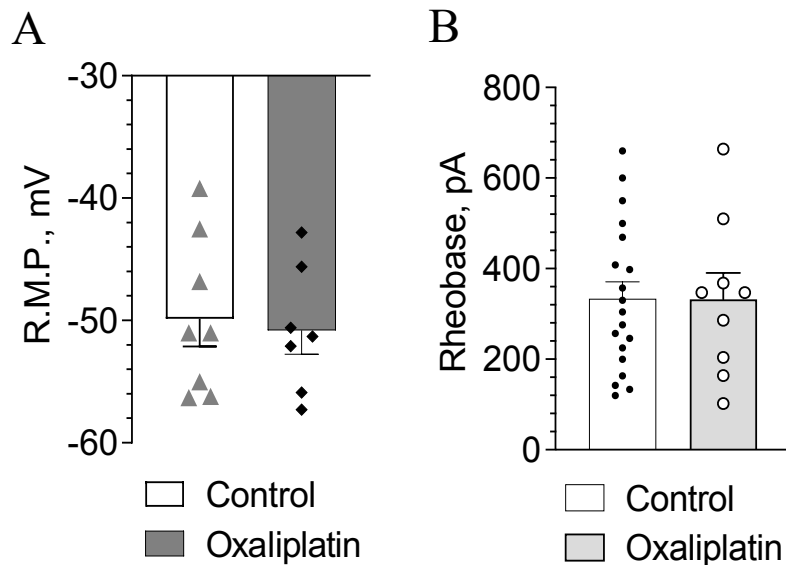 A
R.M.P., mV
-30
-40
-50
-60
Control
Oxaliplatin
B
Rheobase, pA
800
600
400
200
0
Control
Oxaliplatin